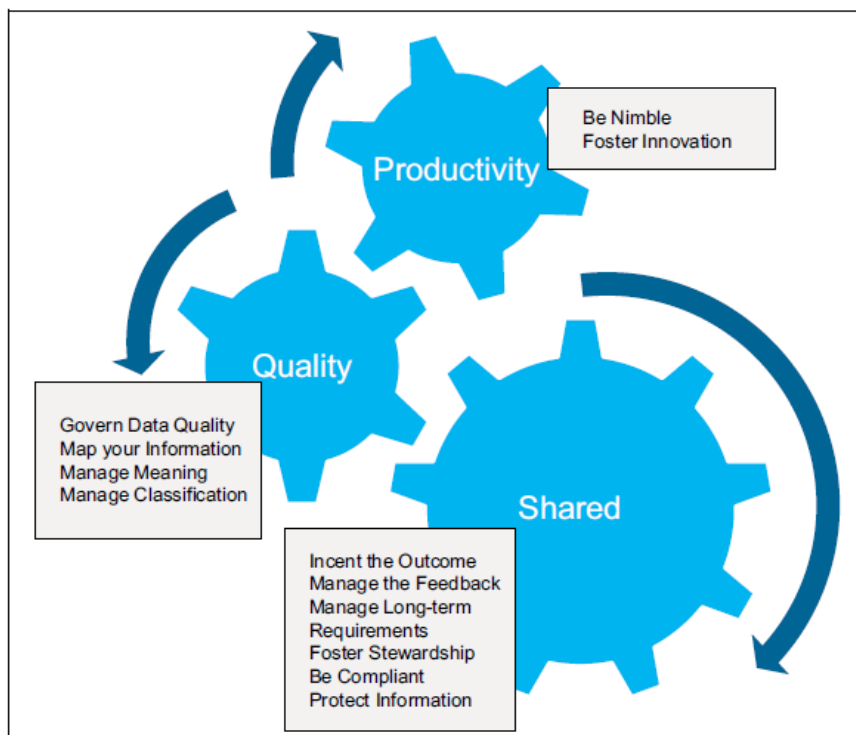 Productivity
Be Nimble
Foster Innovation
Quality
Govern Data Quality
Map your Information
Manage Meaning
Manage Classification
Shared
Incent the Outcome
Manage the Feedback
Manage Long-term
Requirements
Foster Stewardship
Be Compliant
Protect Information